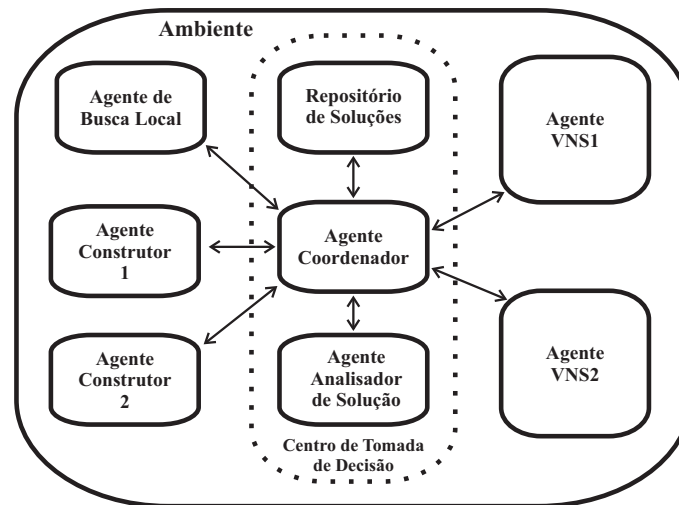 Ambiente
Agente de
Busca Local
Repositório
de Soluções
Agente
VNS1
Agente
Construtor
1
Agente
Coordenador
Agente
Construtor
2
Agente
Analisador
de Solução
Agente
VNS2
Centro de Tomada
de Decisão